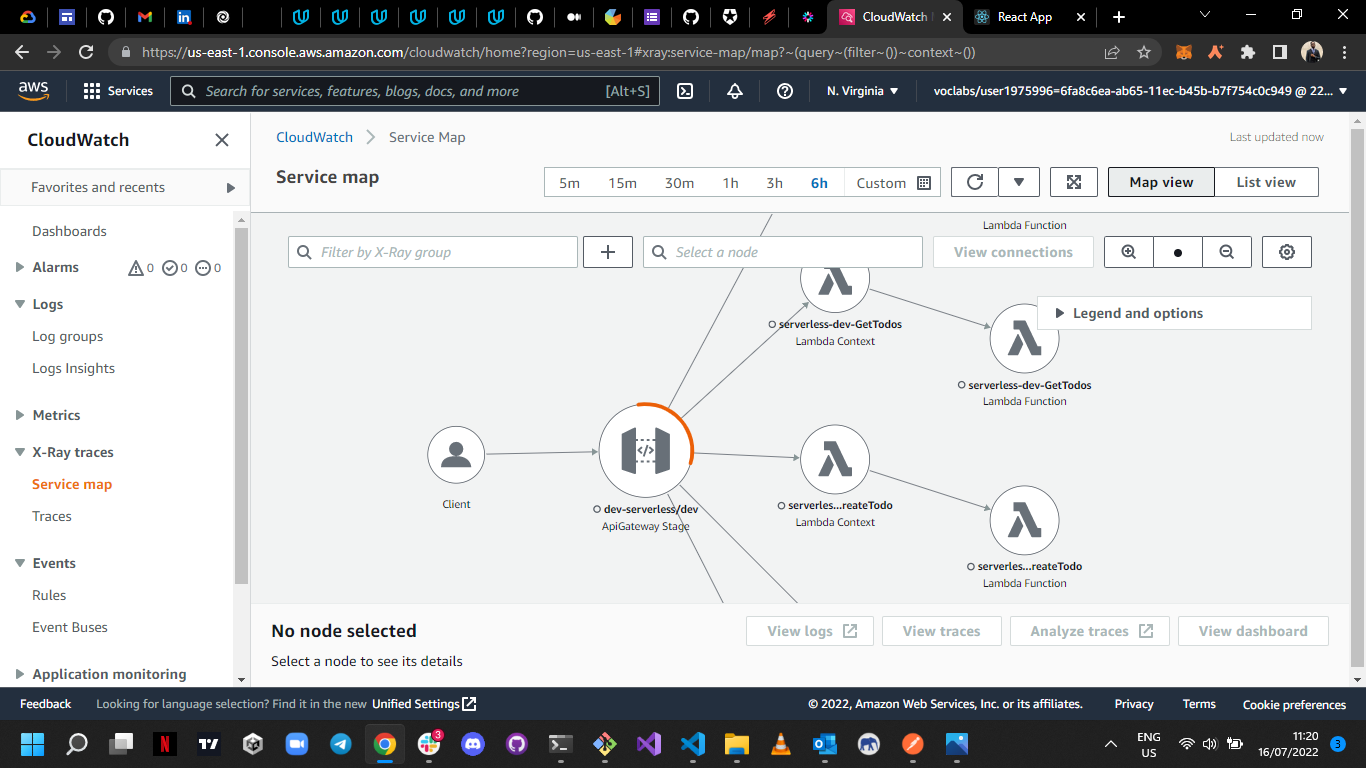 CloudWatch
React App
https://us-east-1.console.aws.amazon.com/cloudwatch/home?region=us-east-1#xray:service-map/map?~(query~(filter~())~context~())
aws
Services
Search for services, features, blogs, docs, and more
[Alt+S]
N. Virginia
voclabs/user1975996=6fa8c6ea-ab65-11ec-b45b-b7f754c0c949 @ 22...
CloudWatch
Favorites and recents
Dashboards
Alarms
0
0
0
Logs
Log groups
Logs Insights
Metrics
X-Ray traces
Service map
Traces
Events
Rules
Event Buses
Application monitoring
CloudWatch
Service Map
Last updated now
Service map
5m
15m
30m
1h
3h
6h
Custom
Map view
List view
Lambda Function
Filter by X-Ray group
Select a node
View connections
Legend and options
serverless-dev-GetTodos
Lambda Context
serverless-dev-GetTodos
Lambda Function
Client
</>
dev-serverless/dev
ApiGateway Stage
serverles...reateTodo
Lambda Context
serverles...reateTodo
Lambda Function
No node selected
Select a node to see its details
View logs
View traces
Analyze traces
View dashboard
Feedback
Looking for language selection? Find it in the new Unified Settings
© 2022, Amazon Web Services, Inc. or its affiliates.
Privacy
Terms
Cookie preferences
3
ENG
US
11:20
16/07/2022
3